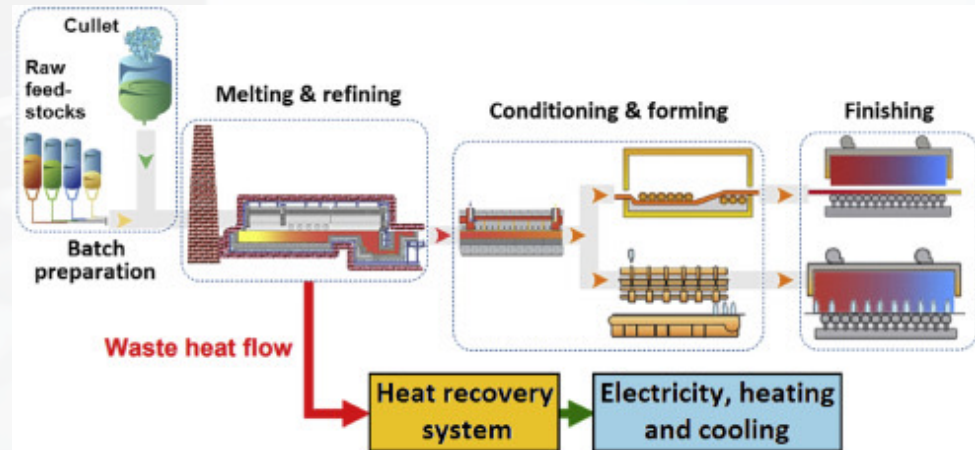 Cullet
Raw
feed-
stocks
Batch
preparation
Melting & refining
Conditioning & forming
Finishing
Waste heat flow
Heat recovery
system
Electricity, heating
and cooling